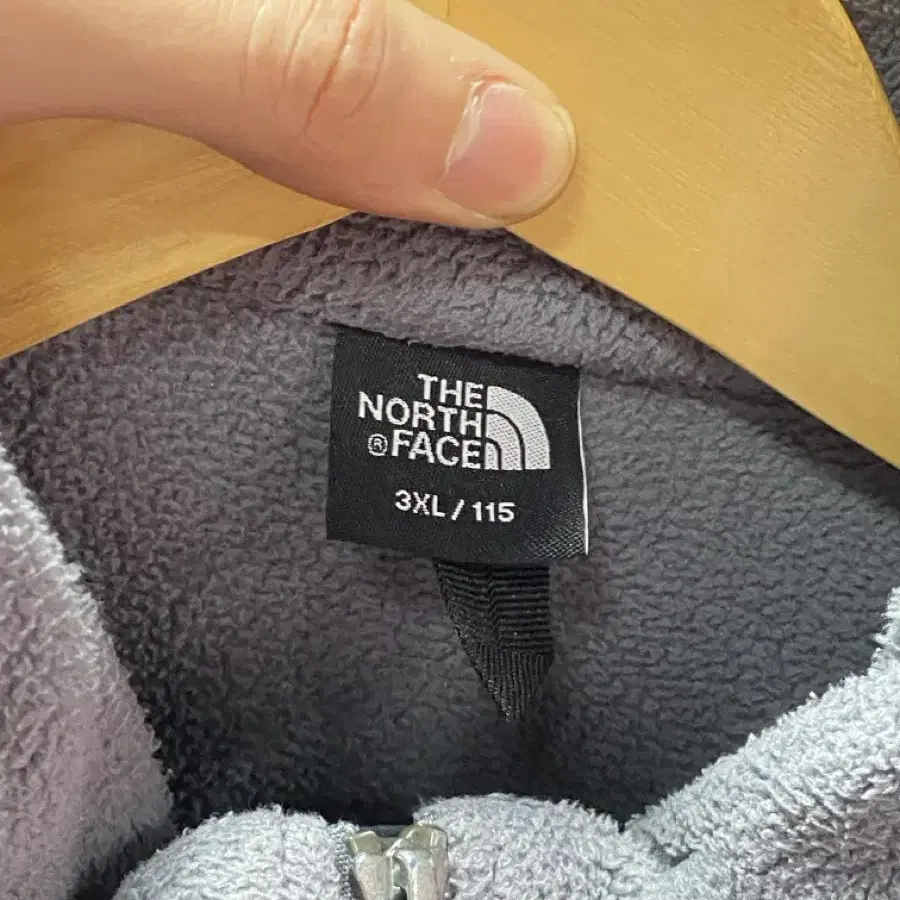 THE
NORTH
® FACE
3XL / 115